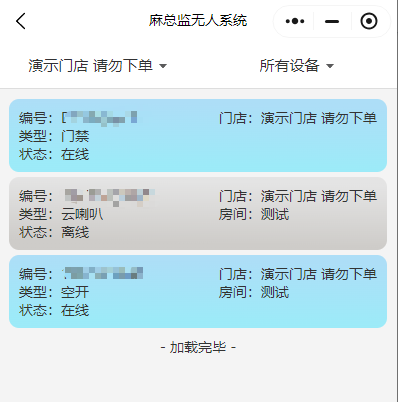 麻总监无人系统
演示门店 请勿下单 所有设备
编号： 门店：演示门店 请勿下单
类型：门禁
状态：在线
编号： 门店：演示门店 请勿下单
类型：云喇叭 房间：测试
状态：离线
编号： 门店：演示门店 请勿下单
类型：空开 房间：测试
状态：在线
- 加载完毕 -